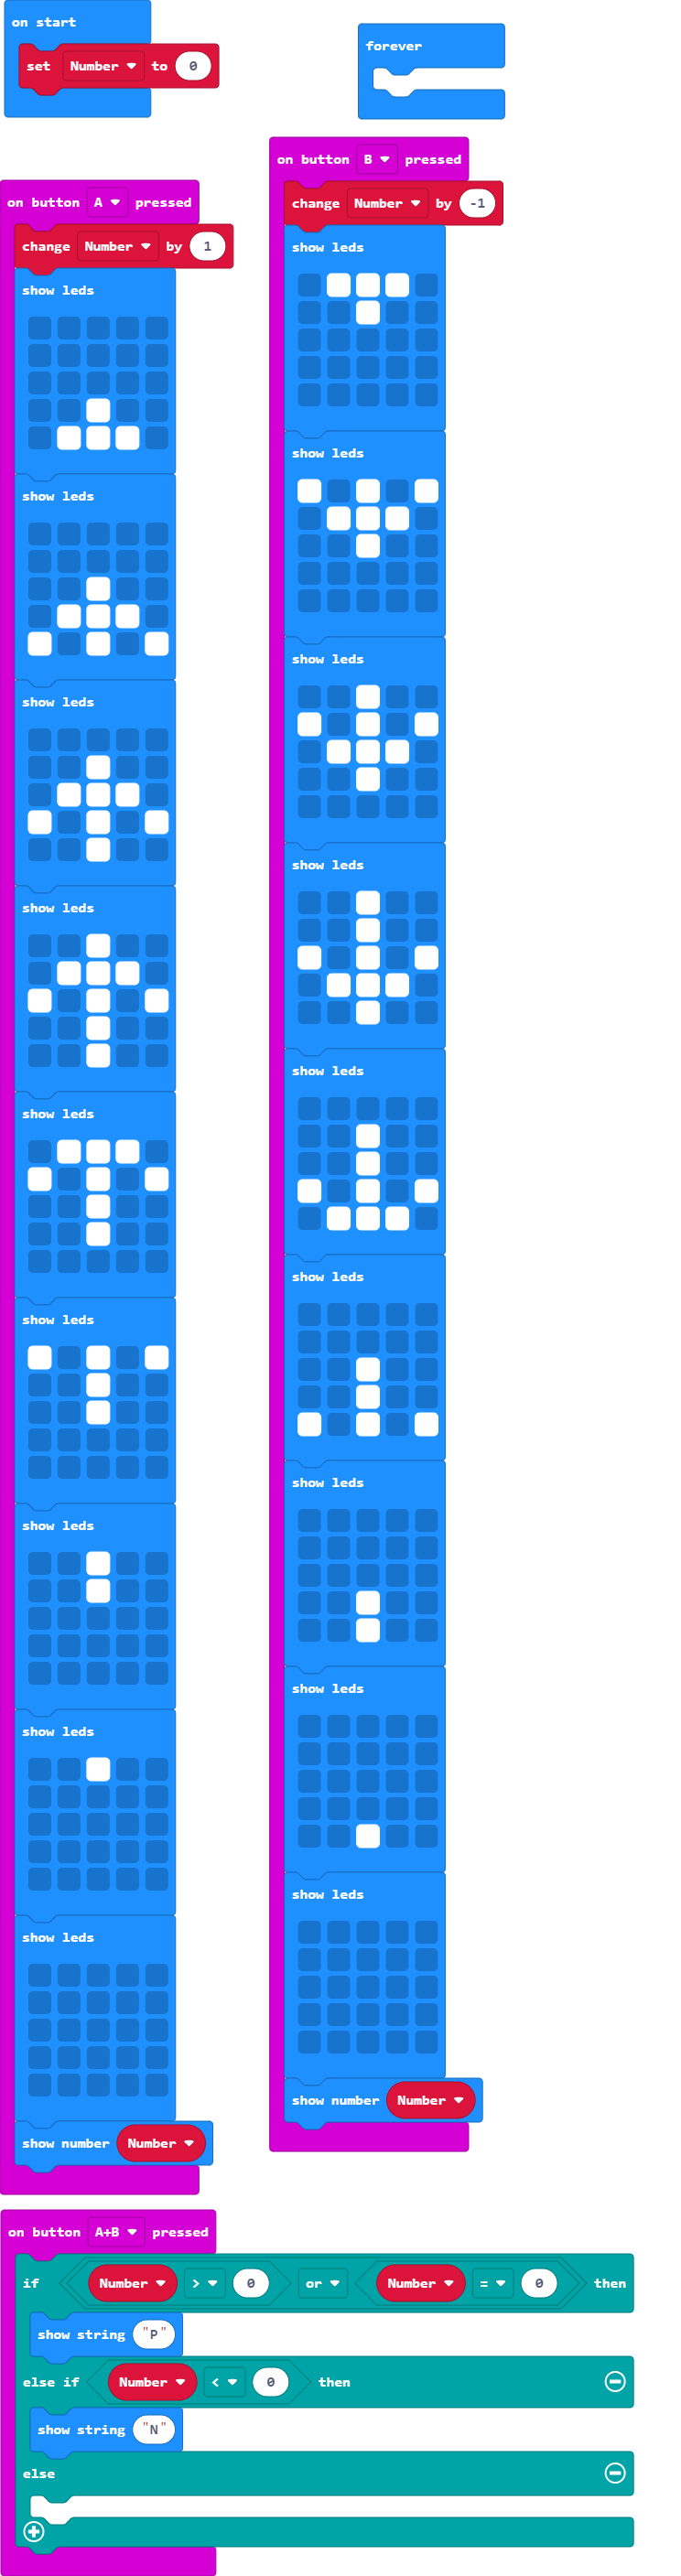 on start
set Number to 0
forever
on button A pressed
change Number by 1
show leds
show leds
show leds
show leds
show leds
show leds
show leds
show leds
show leds
show number Number
on button B pressed
change Number by -1
show leds
show leds
show leds
show leds
show leds
show leds
show leds
show leds
show leds
show number Number
on button A+B pressed
if Number > 0 or Number = 0 then
show string "P"
else if Number < 0 then
show string "N"
else